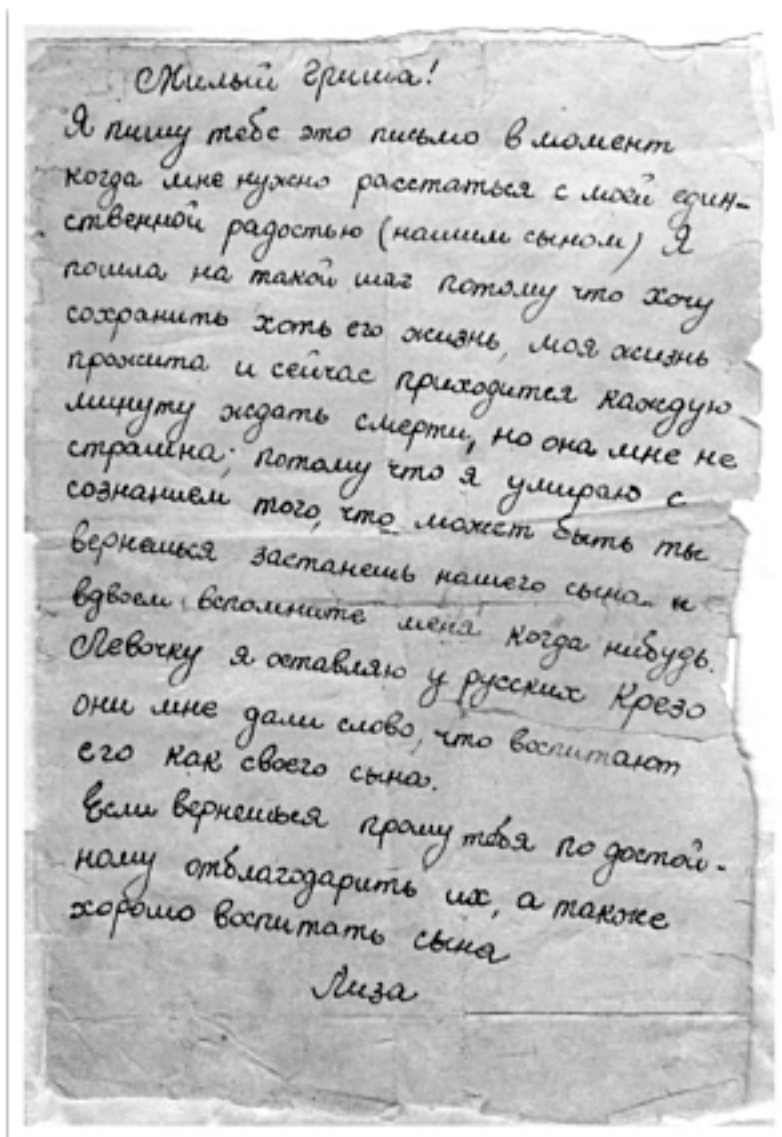 Милый Гриша!
Я пишу тебе это письмо в момент
когда мне нужно расстаться с моей един-
ственной радостью (нашим сыном) Я
пошла на такой шаг потому что хочу
сохранить хоть его жизнь, моя жизнь
прожита и сейчас приходится каждую
минуту ждать смерти, но она мне не
страшна; потому что я умираю с
сознанием того, что может быть ты
вернешься застанешь нашего сына и
вдвоем вспомните меня когда нибудь.
Левочку я оставляю у русских Крезо
они мне дали слово, что воспитают
его как своего сына.
Если вернешься прошу тебя по достой-
ному отблагодарить их, а также
хорошо воспитать сына
Лиза